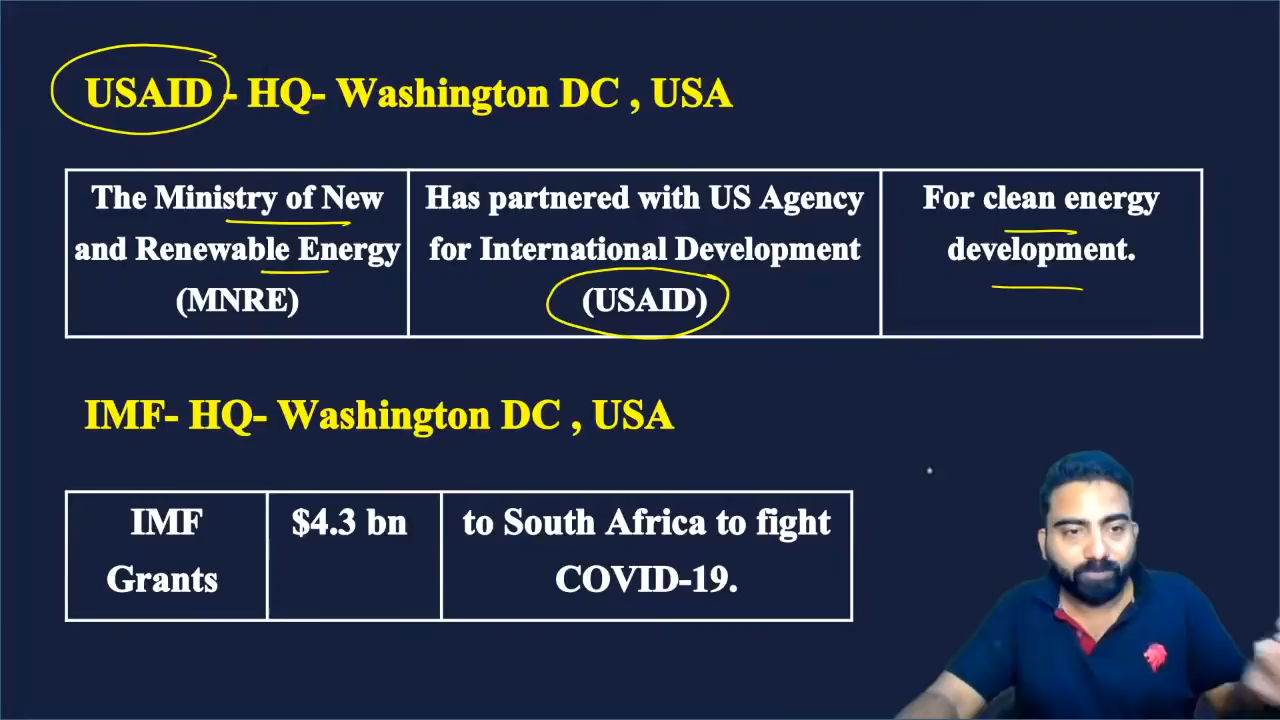 USAID - HQ- Washington DC , USA
The Ministry of New
and Renewable Energy
(MNRE)
Has partnered with US Agency
for International Development
(USAID)
For clean energy
development.
IMF- HQ- Washington DC , USA
IMF
Grants
$4.3 bn
to South Africa to fight
COVID-19.